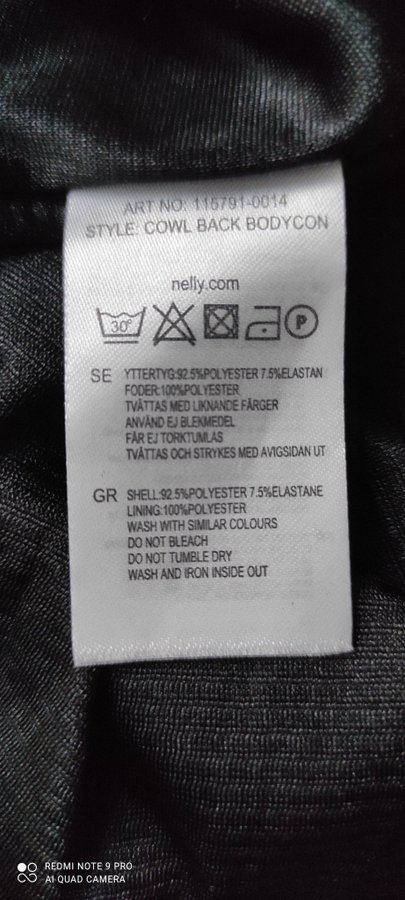 ART NO: 115791-0014
STYLE: COWL BACK BODYCON
nelly.com
30°
P
SE YTTERTYG:92.5%POLYESTER 7.5%ELASTAN
FODER:100%POLYESTER
TVÄTTAS MED LIKNANDE FÄRGER
ANVÄND EJ BLEKMEDEL
FÅR EJ TORKTUMLAS
TVÄTTAS OCH STRYKES MED AVIGSIDAN UT
GR SHELL:92.5%POLYESTER 7.5%ELASTANE
LINING:100%POLYESTER
WASH WITH SIMILAR COLOURS
DO NOT BLEACH
DO NOT TUMBLE DRY
WASH AND IRON INSIDE OUT
REDMI NOTE 9 PRO
AI QUAD CAMERA